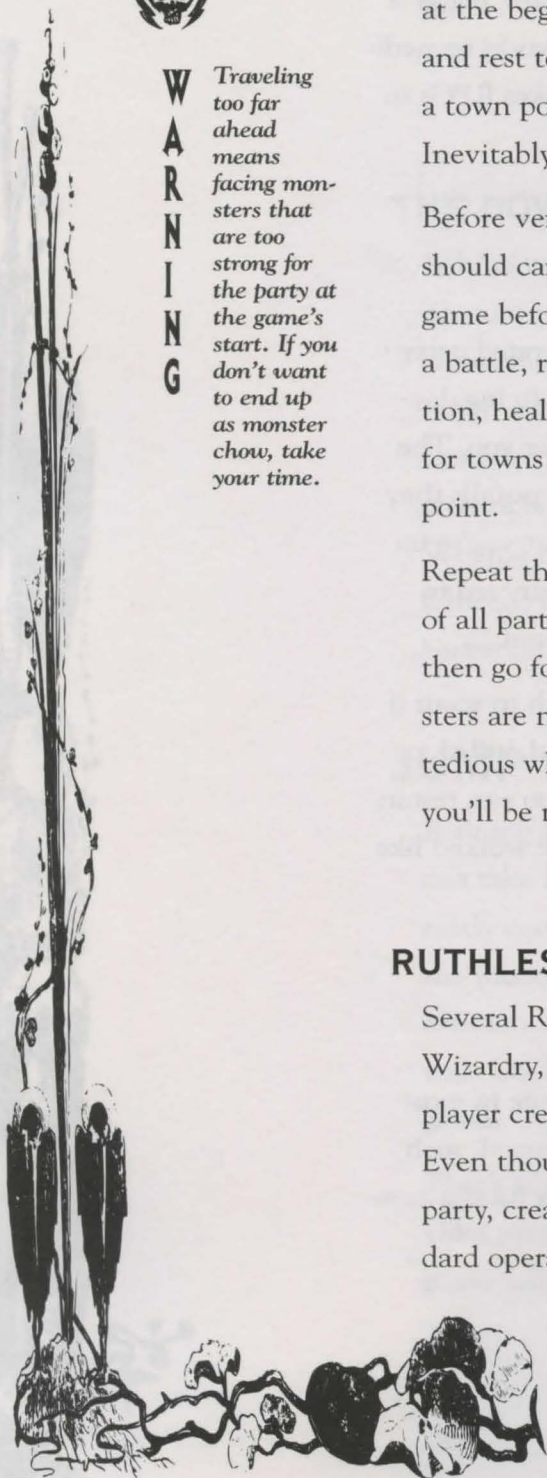 WARNING
Traveling
too far
ahead
means
facing mon-
sters that
are too
strong for
the party at
the game's
start. If you
don't want
to end up
as monster
chow, take
your time.
at the beg
and rest to
a town po
Inevitably
Before ve
should ca
game befo
a battle, r
tion, heal
for towns
point.
Repeat th
of all part
then go fo
sters are n
tedious w
you'll be r
RUTHLES
Several R
Wizardry,
player cre
Even thou
party, crea
dard opera